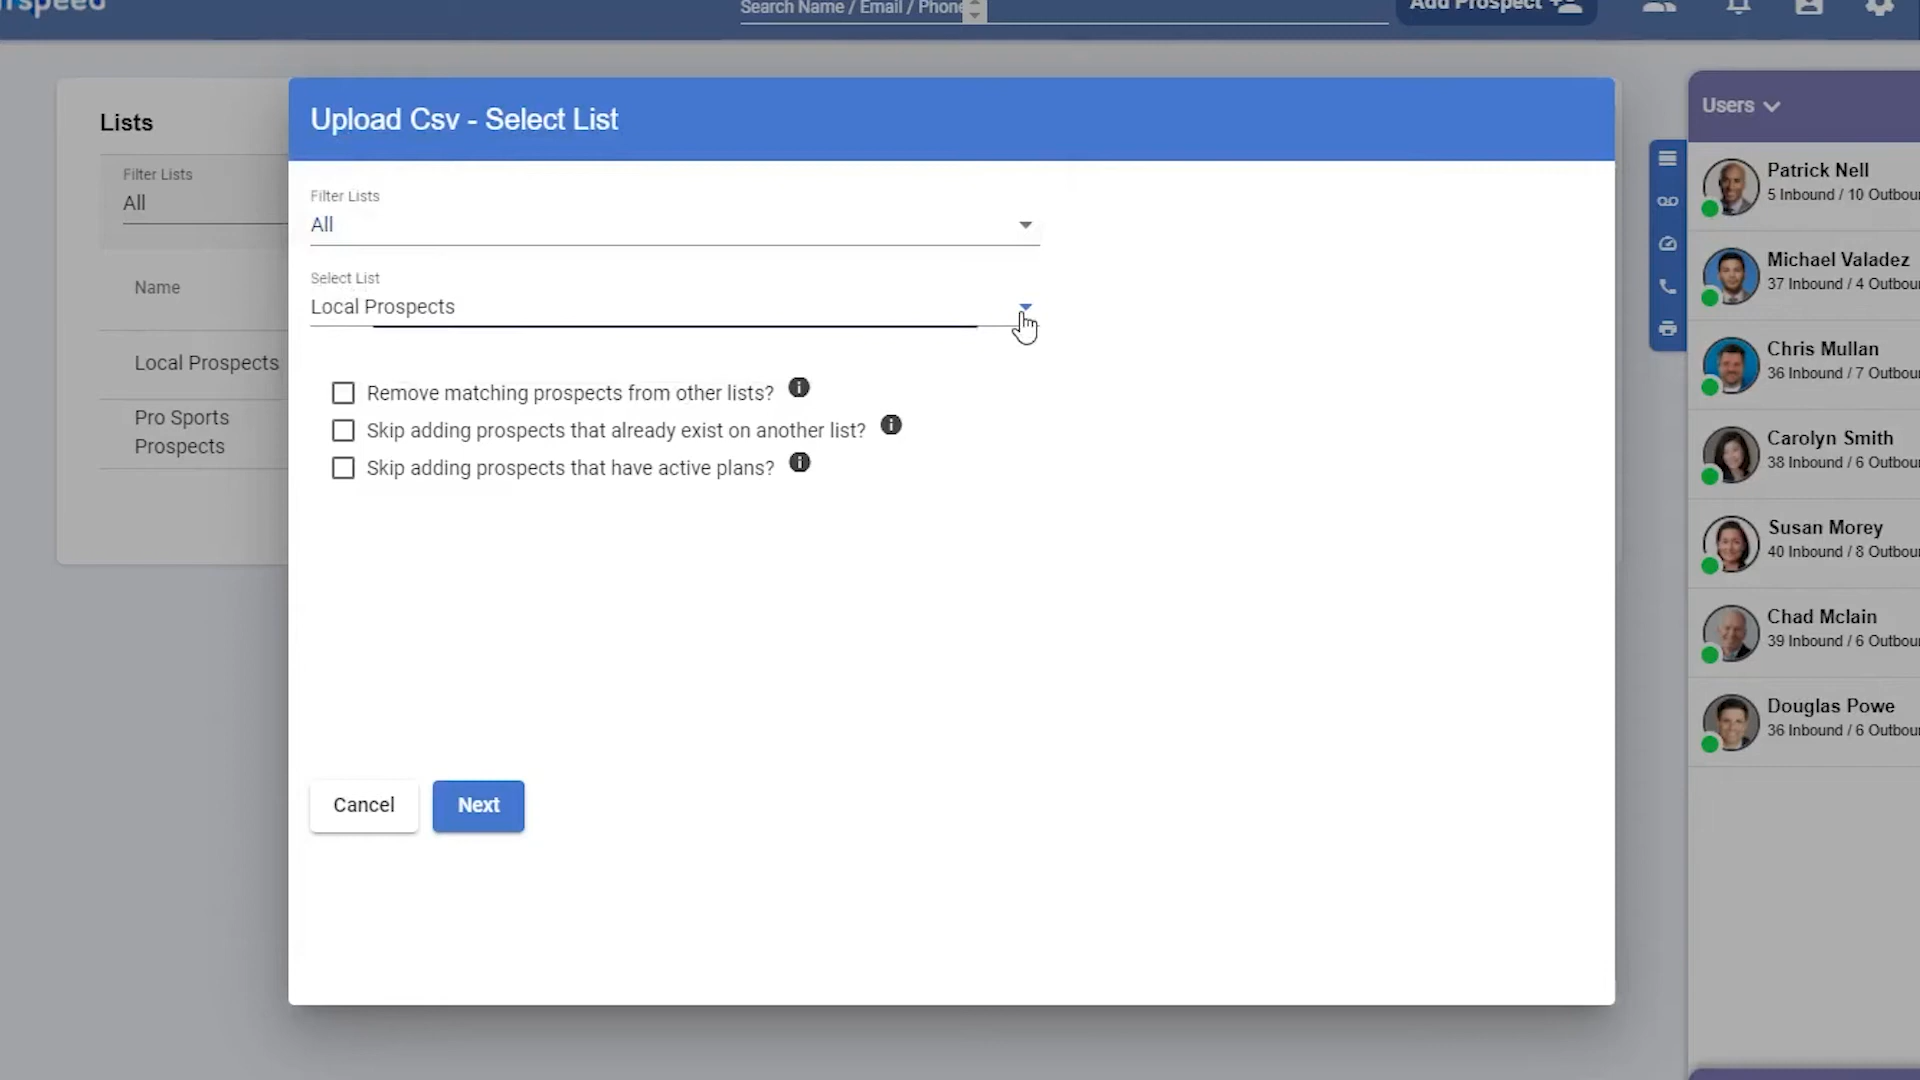 Search Name / Email / Phone
Add Prospect
Lists
Filter Lists
All
Name
Local Prospects
Pro Sports
Prospects
Upload Csv - Select List
Filter Lists
All
Select List
Local Prospects
Remove matching prospects from other lists?
Skip adding prospects that already exist on another list?
Skip adding prospects that have active plans?
Cancel
Next
Users
Patrick Nell
5 Inbound / 10 Outbou
Michael Valadez
37 Inbound / 4 Outbou
Chris Mullan
36 Inbound / 7 Outbou
Carolyn Smith
38 Inbound / 6 Outbou
Susan Morey
40 Inbound / 8 Outbou
Chad Mclain
39 Inbound / 6 Outbou
Douglas Powe
36 Inbound / 6 Outbou